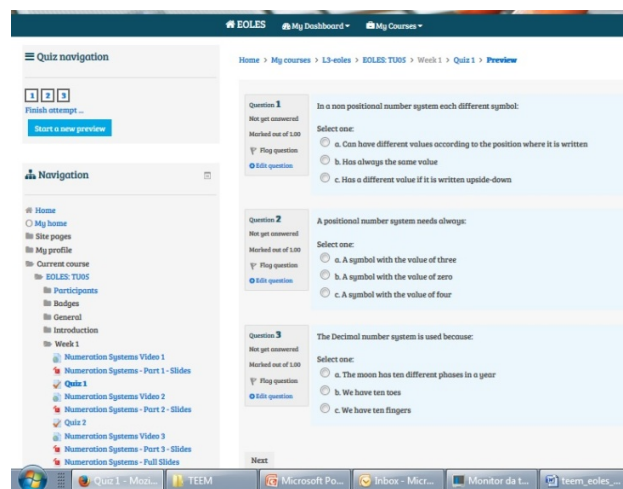 EOLES My Dashboard My Courses
Quiz navigation
1 2 3
Finish attempt ...
Start a new preview
Navigation
Home
My home
Site pages
My profile
Current course
EOLES: TU05
Participants
Badges
General
Introduction
Week 1
Numeration Systems Video 1
Numeration Systems - Part 1 - Slides
Quiz 1
Numeration Systems Video 2
Numeration Systems - Part 2 - Slides
Quiz 2
Numeration Systems Video 3
Numeration Systems - Part 3 - Slides
Numeration Systems - Full Slides
Home > My courses > L3-eoles > EOLES: TU05 > Week 1 > Quiz 1 > Preview
Question 1
Not yet answered
Marked out of 1.00
Flag question
Edit question
In a non positional number system each different symbol:
Select one:
a. Can have different values according to the position where it is written
b. Has always the same value
c. Has a different value if it is written upside-down
Question 2
Not yet answered
Marked out of 1.00
Flag question
Edit question
A positional number system needs always:
Select one:
a. A symbol with the value of three
b. A symbol with the value of zero
c. A symbol with the value of four
Question 3
Not yet answered
Marked out of 1.00
Flag question
Edit question
The Decimal number system is used because:
Select one:
a. The moon has ten different phases in a year
b. We have ten toes
c. We have ten fingers
Next
Quiz 1 - Mozi... TEEM Microsoft Po... Inbox - Micr... Monitor da t... teem_eoles_...